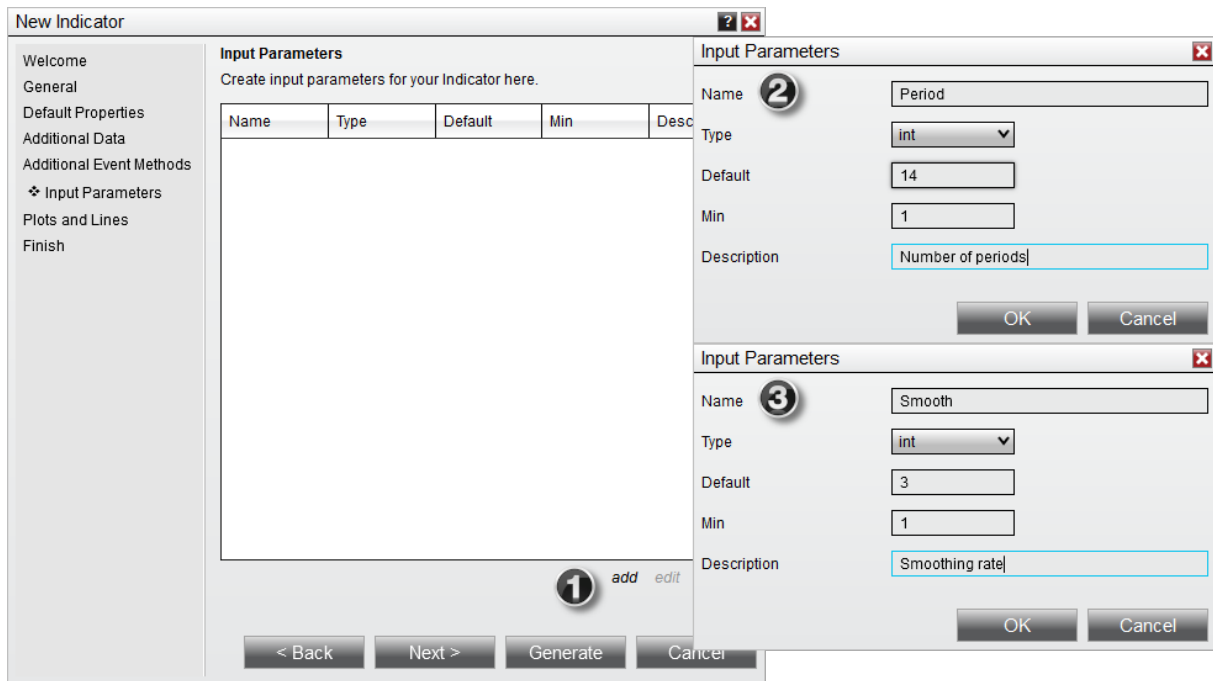 New Indicator
?
Welcome
General
Default Properties
Additional Data
Additional Event Methods
Input Parameters
Plots and Lines
Finish
Input Parameters
Create input parameters for your Indicator here.
Name Type Default Min Desc
1 add edit
< Back Next > Generate Cancel
Input Parameters
Name 2 Period
Type int
Default 14
Min 1
Description Number of periods
OK Cancel
Input Parameters
Name 3 Smooth
Type int
Default 3
Min 1
Description Smoothing rate
OK Cancel